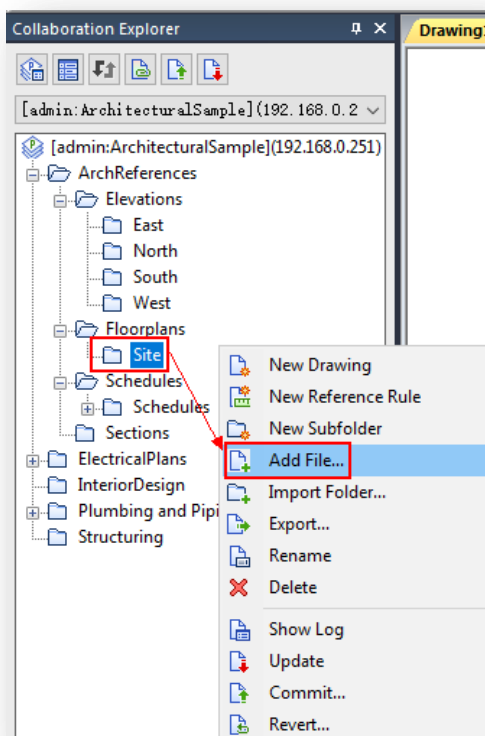 Collaboration Explorer
Drawing
[admin:ArchitecturalSample](192.168.0.2
[admin:ArchitecturalSample](192.168.0.251)
ArchReferences
Elevations
East
North
South
West
Floorplans
Site
Schedules
Schedules
Sections
ElectricalPlans
InteriorDesign
Plumbing and Pipi
Structuring
New Drawing
New Reference Rule
New Subfolder
Add File...
Import Folder...
Export...
Rename
Delete
Show Log
Update
Commit...
Revert...